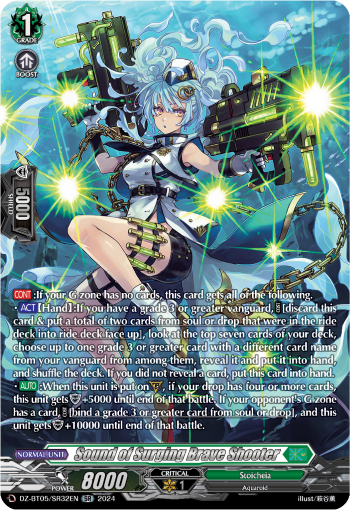 1
GRADE
BOOST
5000
SHIELD
CONT:If your G zone has no cards, this card gets all of the following.
・ACT【Hand】:If you have a grade 3 or greater vanguard, [discard this
card & put a total of two cards from soul or drop that were in the ride
deck into ride deck face up], look at the top seven cards of your deck,
choose up to one grade 3 or greater card with a different card name
from your vanguard from among them, reveal it and put it into hand,
and shuffle the deck. If you did not reveal a card, put this card into hand.
・AUTO:When this unit is put on, if your drop has four or more cards,
this unit gets +5000 until end of that battle. If your opponent's G zone
has a card, [bind a grade 3 or greater card from soul or drop], and this
unit gets +10000 until end of that battle.
NORMAL UNIT
Sound of Surging Brave Shooter
POWER 8000
CRITICAL
1
Stoicheia
Aquaroid
DZ-BT05/SR32EN SR 2024
illust/萩谷薫